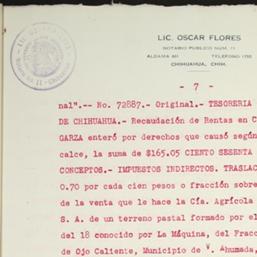 LIC. OSCAR FLORES
NOTARIO PUBLICO NUM. 11
ALDAMA 661 TELEFONO 1755
CHIHUAHUA, CHIH.
- 7 -
nal".-- No. 72887.- Original.- TESORERIA
DE CHIHUAHUA.- Recaudación de Rentas en C
GARZA enteró por derechos que causó según
calce, la suma de $165.05 CIENTO SESENTA
CONCEPTOS.- IMPUESTOS INDIRECTOS. TRASLAC
0.70 por cada cien pesos o fracción sobre
de la venta que le hace la Cía. Agrícola
S. A. de un terreno pastal formado por el
del 18 conocido por La Máquina, del Fracc
de Ojo Caliente, Municipio de V. Ahumada,